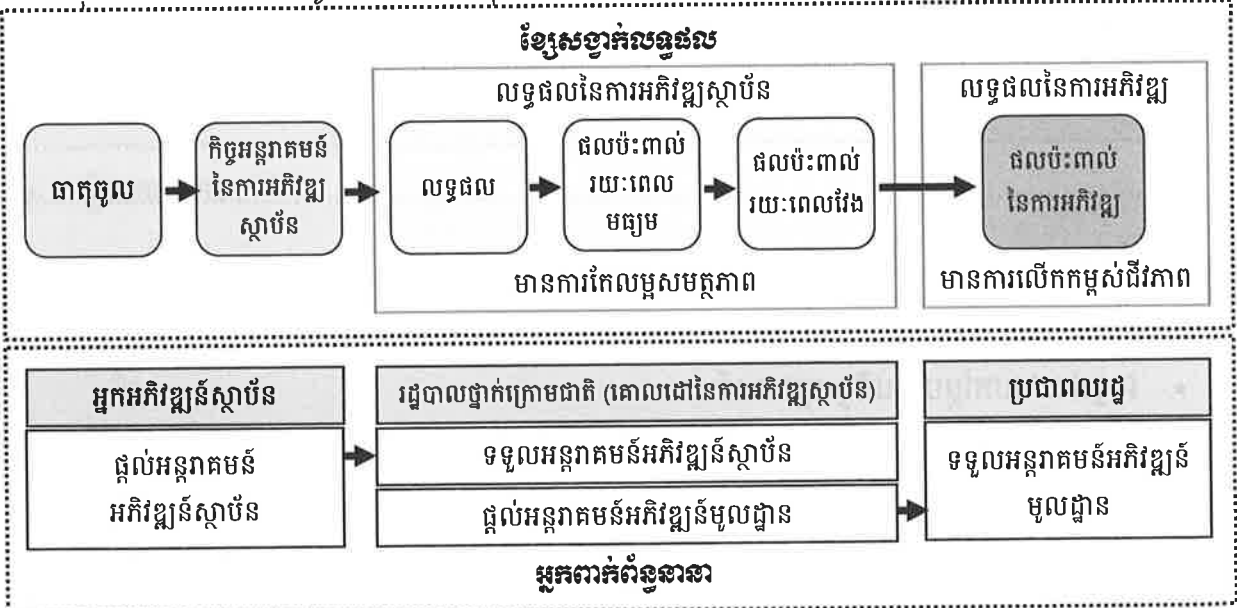 ខ្សែសង្វាក់លទ្ធផល
លទ្ធផលនៃការអភិវឌ្ឍស្ថាប័ន
លទ្ធផលនៃការអភិវឌ្ឍ
ធាតុចូល
កិច្ចអន្តរាគមន៍
នៃការអភិវឌ្ឍ
ស្ថាប័ន
លទ្ធផល
ផលប៉ះពាល់
រយៈពេល
មធ្យម
ផលប៉ះពាល់
រយៈពេលវែង
ផលប៉ះពាល់
នៃការអភិវឌ្ឍ
មានការកែលម្អសមត្ថភាព
មានការលើកកម្ពស់ជីវភាព
អ្នកអភិវឌ្ឍន៍ស្ថាប័ន
ផ្តល់អន្តរាគមន៍
អភិវឌ្ឍន៍ស្ថាប័ន
រដ្ឋបាលថ្នាក់ក្រោមជាតិ (គោលដៅនៃការអភិវឌ្ឍស្ថាប័ន)
ទទួលអន្តរាគមន៍អភិវឌ្ឍន៍ស្ថាប័ន
ផ្តល់អន្តរាគមន៍អភិវឌ្ឍន៍មូលដ្ឋាន
ប្រជាពលរដ្ឋ
ទទួលអន្តរាគមន៍អភិវឌ្ឍន៍
មូលដ្ឋាន
អ្នកពាក់ព័ន្ធនានា